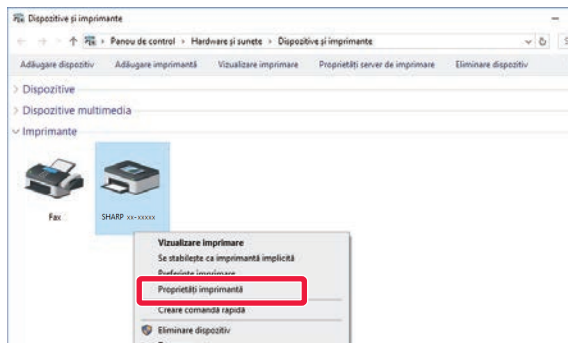 Dispozitive și imprimante
Panou de control › Hardware și sunete › Dispozitive și imprimante
Adăugare dispozitiv Adăugare imprimantă Vizualizare imprimare Proprietăți server de imprimare Eliminare dispozitiv
Dispozitive
Dispozitive multimedia
Imprimante
Fax SHARP xx-xxxxx
Vizualizare imprimare
Se stabilește ca imprimantă implicită
Preferințe imprimare
Proprietăți imprimantă
Creare comandă rapidă
Eliminare dispozitiv